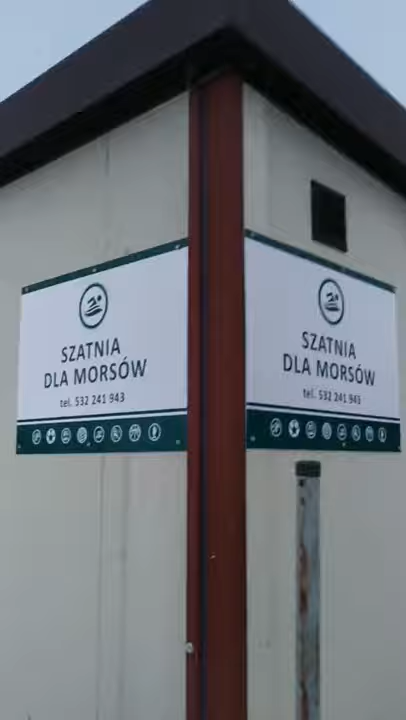 SZATNIA
DLA MORSÓW
tel. 532 241 943
SZATNIA
DLA MORSÓW
tel. 532 241 943